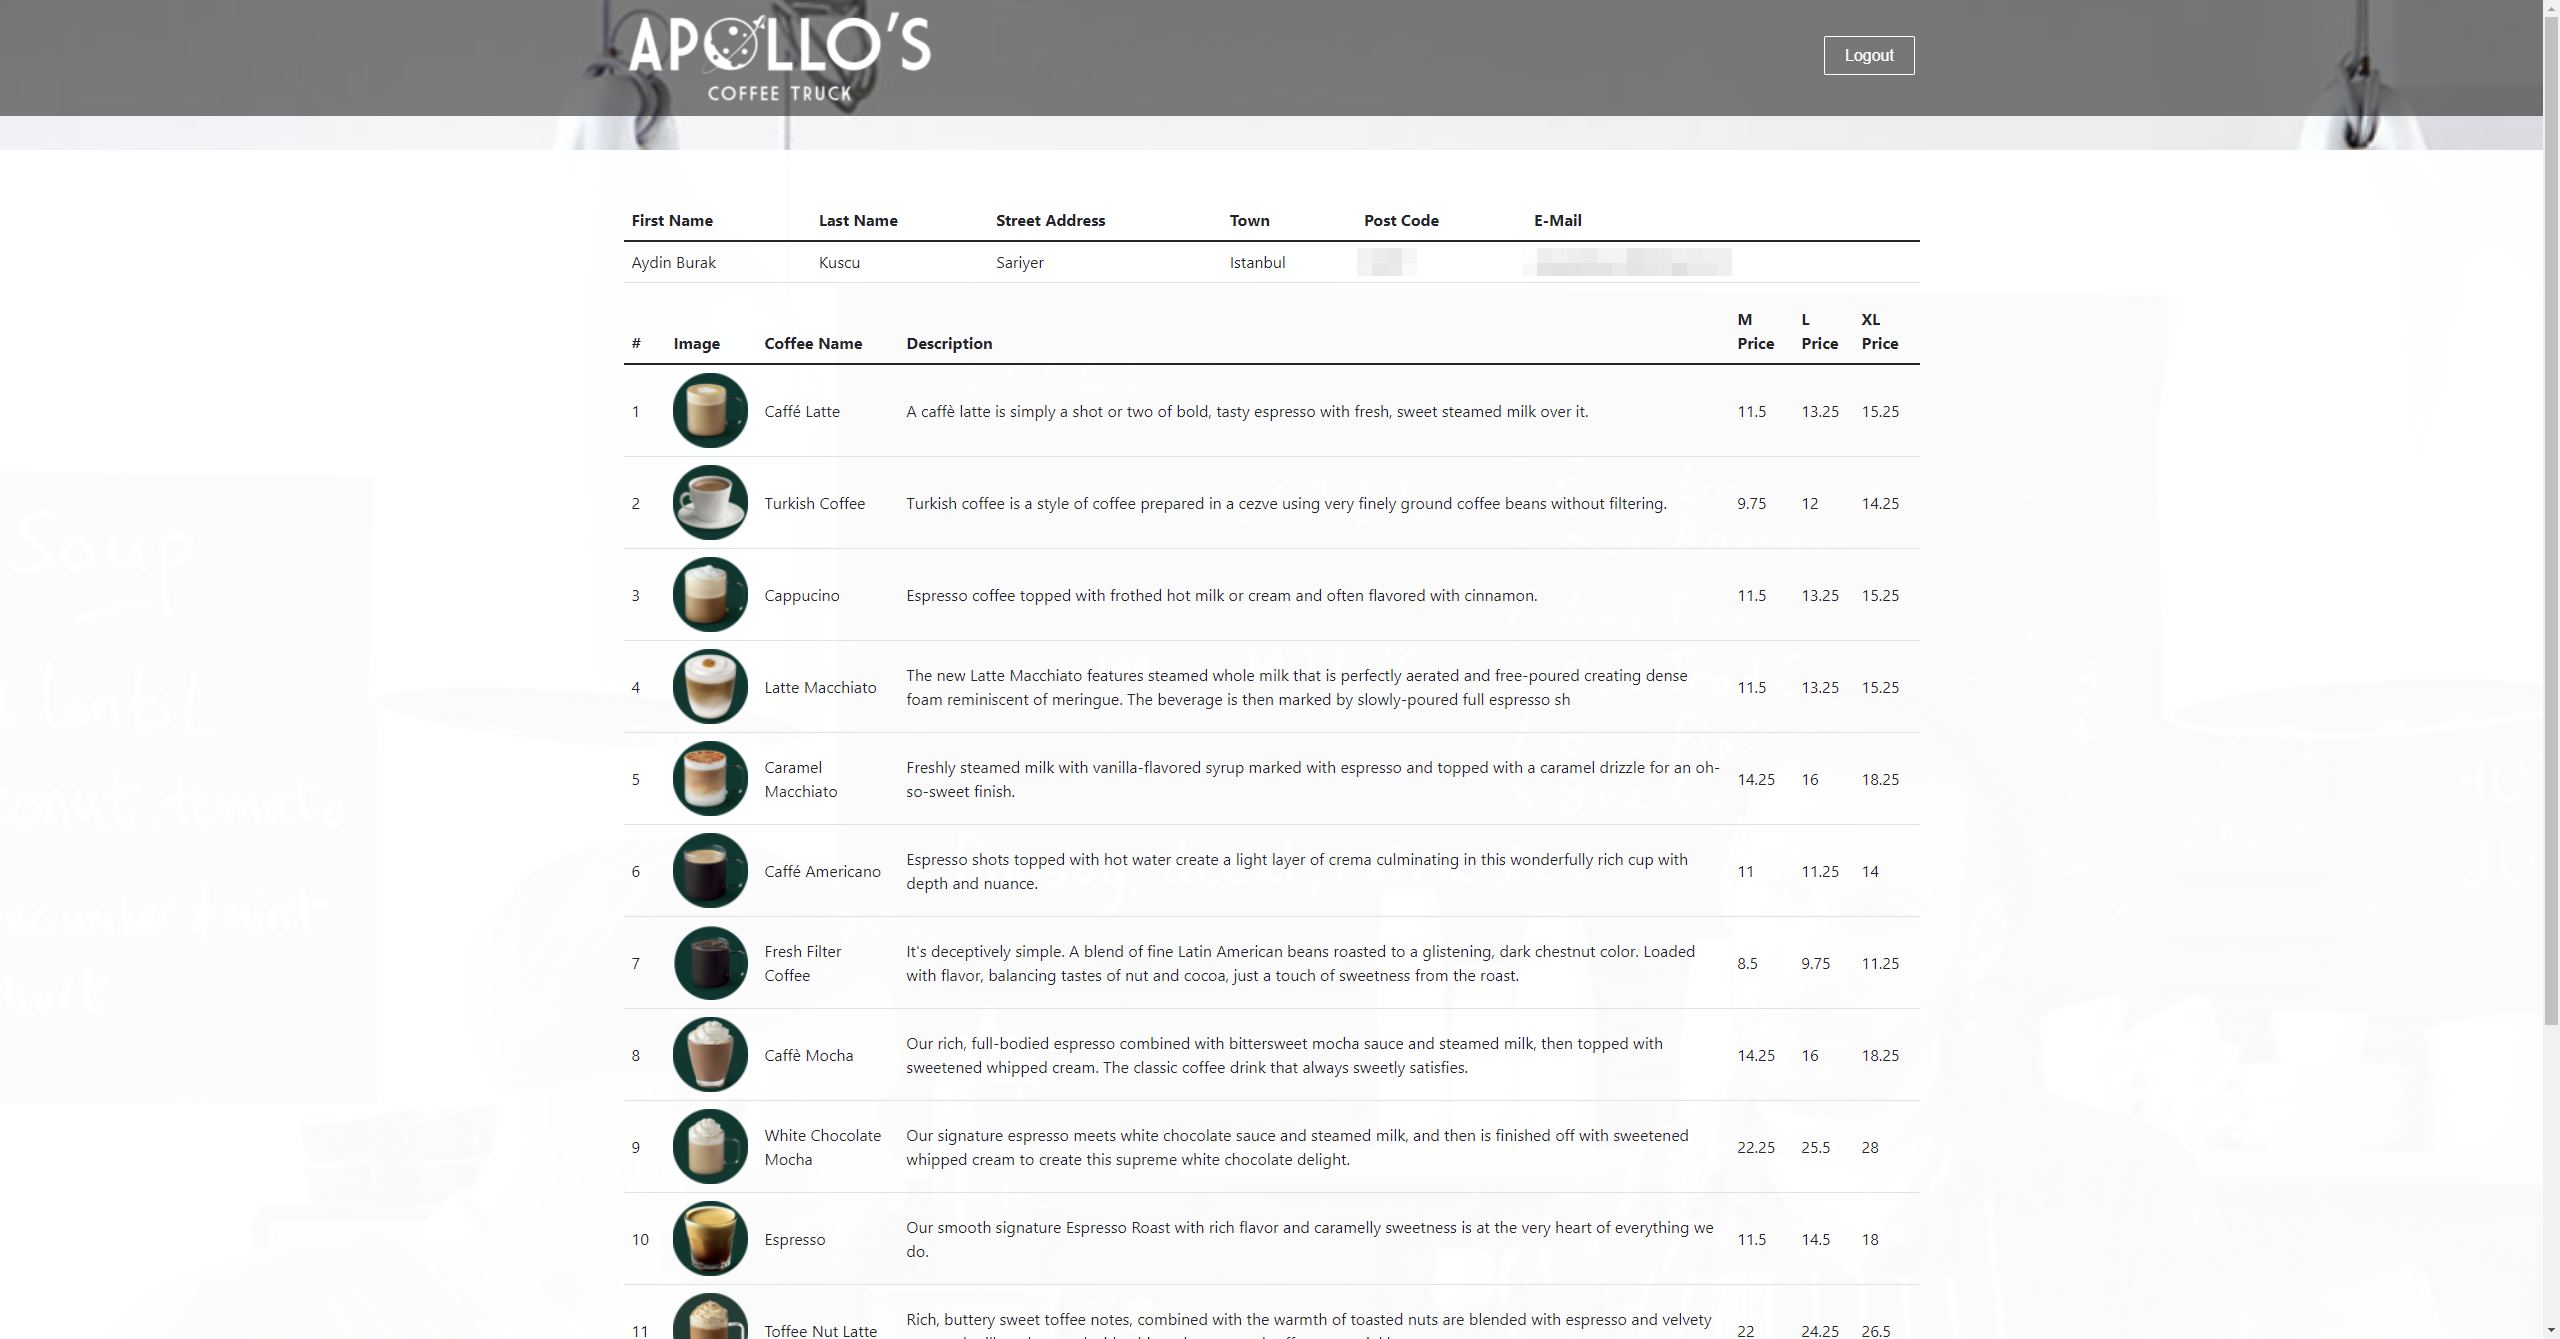 APOLLO'S
COFFEE TRUCK
Logout
First Name Last Name Street Address Town Post Code E-Mail
Aydin Burak Kuscu Sariyer Istanbul
# Image Coffee Name Description M Price L Price XL Price
1 Caffé Latte A caffè latte is simply a shot or two of bold, tasty espresso with fresh, sweet steamed milk over it. 11.5 13.25 15.25
2 Turkish Coffee Turkish coffee is a style of coffee prepared in a cezve using very finely ground coffee beans without filtering. 9.75 12 14.25
3 Cappucino Espresso coffee topped with frothed hot milk or cream and often flavored with cinnamon. 11.5 13.25 15.25
4 Latte Macchiato The new Latte Macchiato features steamed whole milk that is perfectly aerated and free-poured creating dense
foam reminiscent of meringue. The beverage is then marked by slowly-poured full espresso sh 11.5 13.25 15.25
5 Caramel Macchiato Freshly steamed milk with vanilla-flavored syrup marked with espresso and topped with a caramel drizzle for an oh-
so-sweet finish. 14.25 16 18.25
6 Caffé Americano Espresso shots topped with hot water create a light layer of crema culminating in this wonderfully rich cup with
depth and nuance. 11 11.25 14
7 Fresh Filter Coffee It's deceptively simple. A blend of fine Latin American beans roasted to a glistening, dark chestnut color. Loaded
with flavor, balancing tastes of nut and cocoa, just a touch of sweetness from the roast. 8.5 9.75 11.25
8 Caffè Mocha Our rich, full-bodied espresso combined with bittersweet mocha sauce and steamed milk, then topped with
sweetened whipped cream. The classic coffee drink that always sweetly satisfies. 14.25 16 18.25
9 White Chocolate Mocha Our signature espresso meets white chocolate sauce and steamed milk, and then is finished off with sweetened
whipped cream to create this supreme white chocolate delight. 22.25 25.5 28
10 Espresso Our smooth signature Espresso Roast with rich flavor and caramelly sweetness is at the very heart of everything we
do. 11.5 14.5 18
11 Toffee Nut Latte Rich, buttery sweet toffee notes, combined with the warmth of toasted nuts are blended with espresso and velvety
22 24.25 26.5
Soup
lentil
tomato
mint
ESPRESSO
ONLY